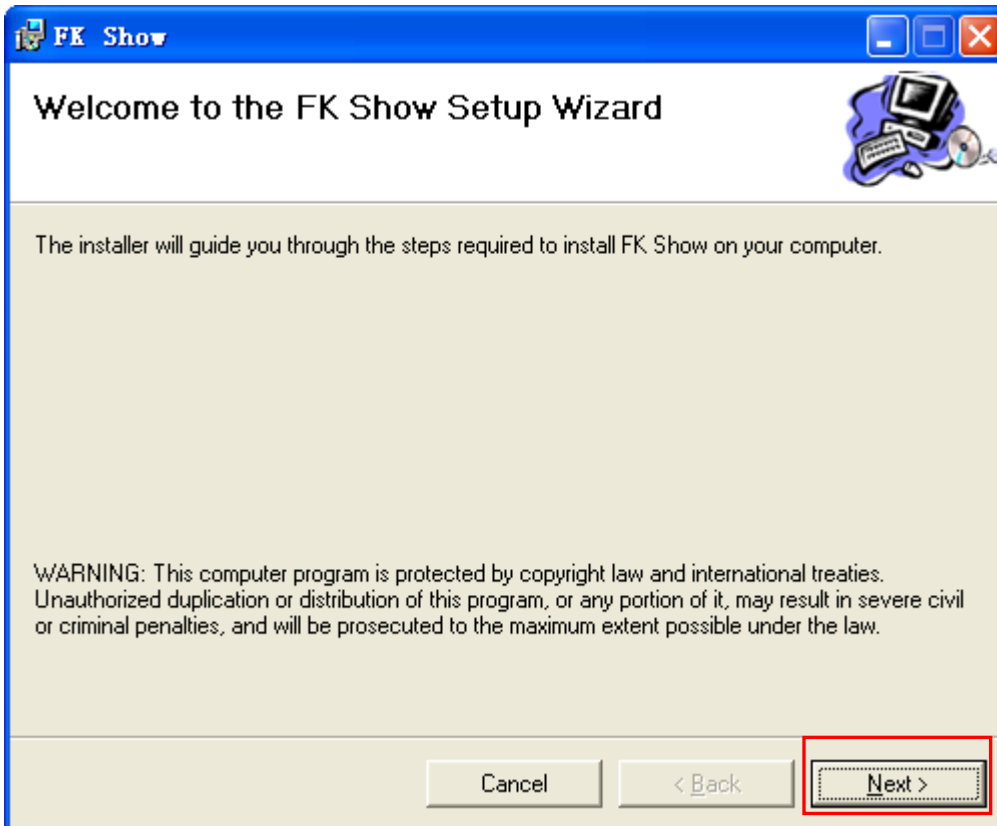 FK Show
Welcome to the FK Show Setup Wizard
The installer will guide you through the steps required to install FK Show on your computer.
WARNING: This computer program is protected by copyright law and international treaties.
Unauthorized duplication or distribution of this program, or any portion of it, may result in severe civil
or criminal penalties, and will be prosecuted to the maximum extent possible under the law.
Cancel < Back Next >